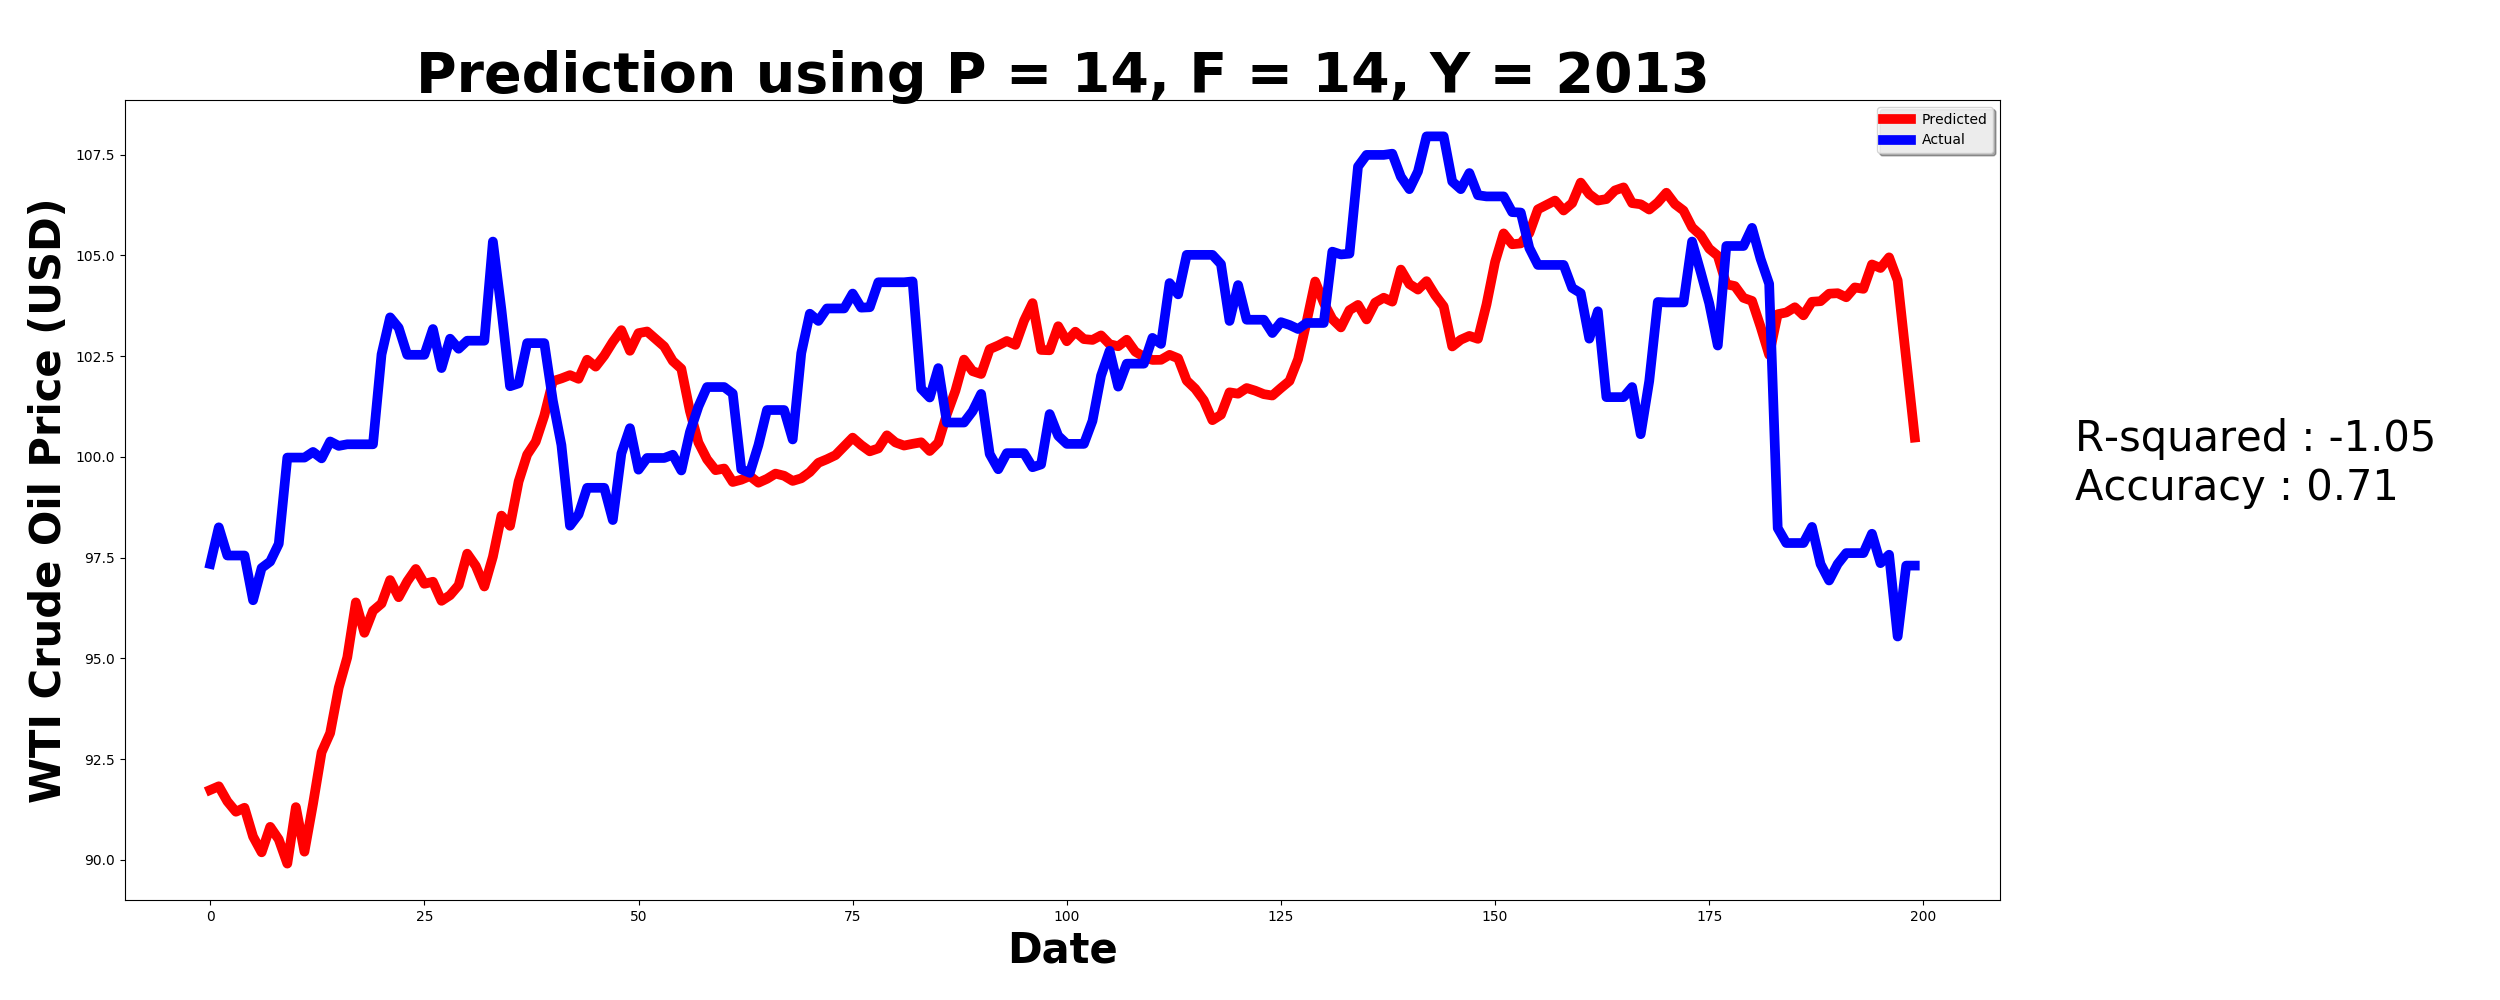 Prediction using P = 14, F = 14, Y = 2013
Predicted
Actual
WTI Crude Oil Price (USD)
107.5
105.0
102.5
100.0
97.5
95.0
92.5
90.0
0 25 50 75 100 125 150 175 200
Date
R-squared : -1.05
Accuracy : 0.71